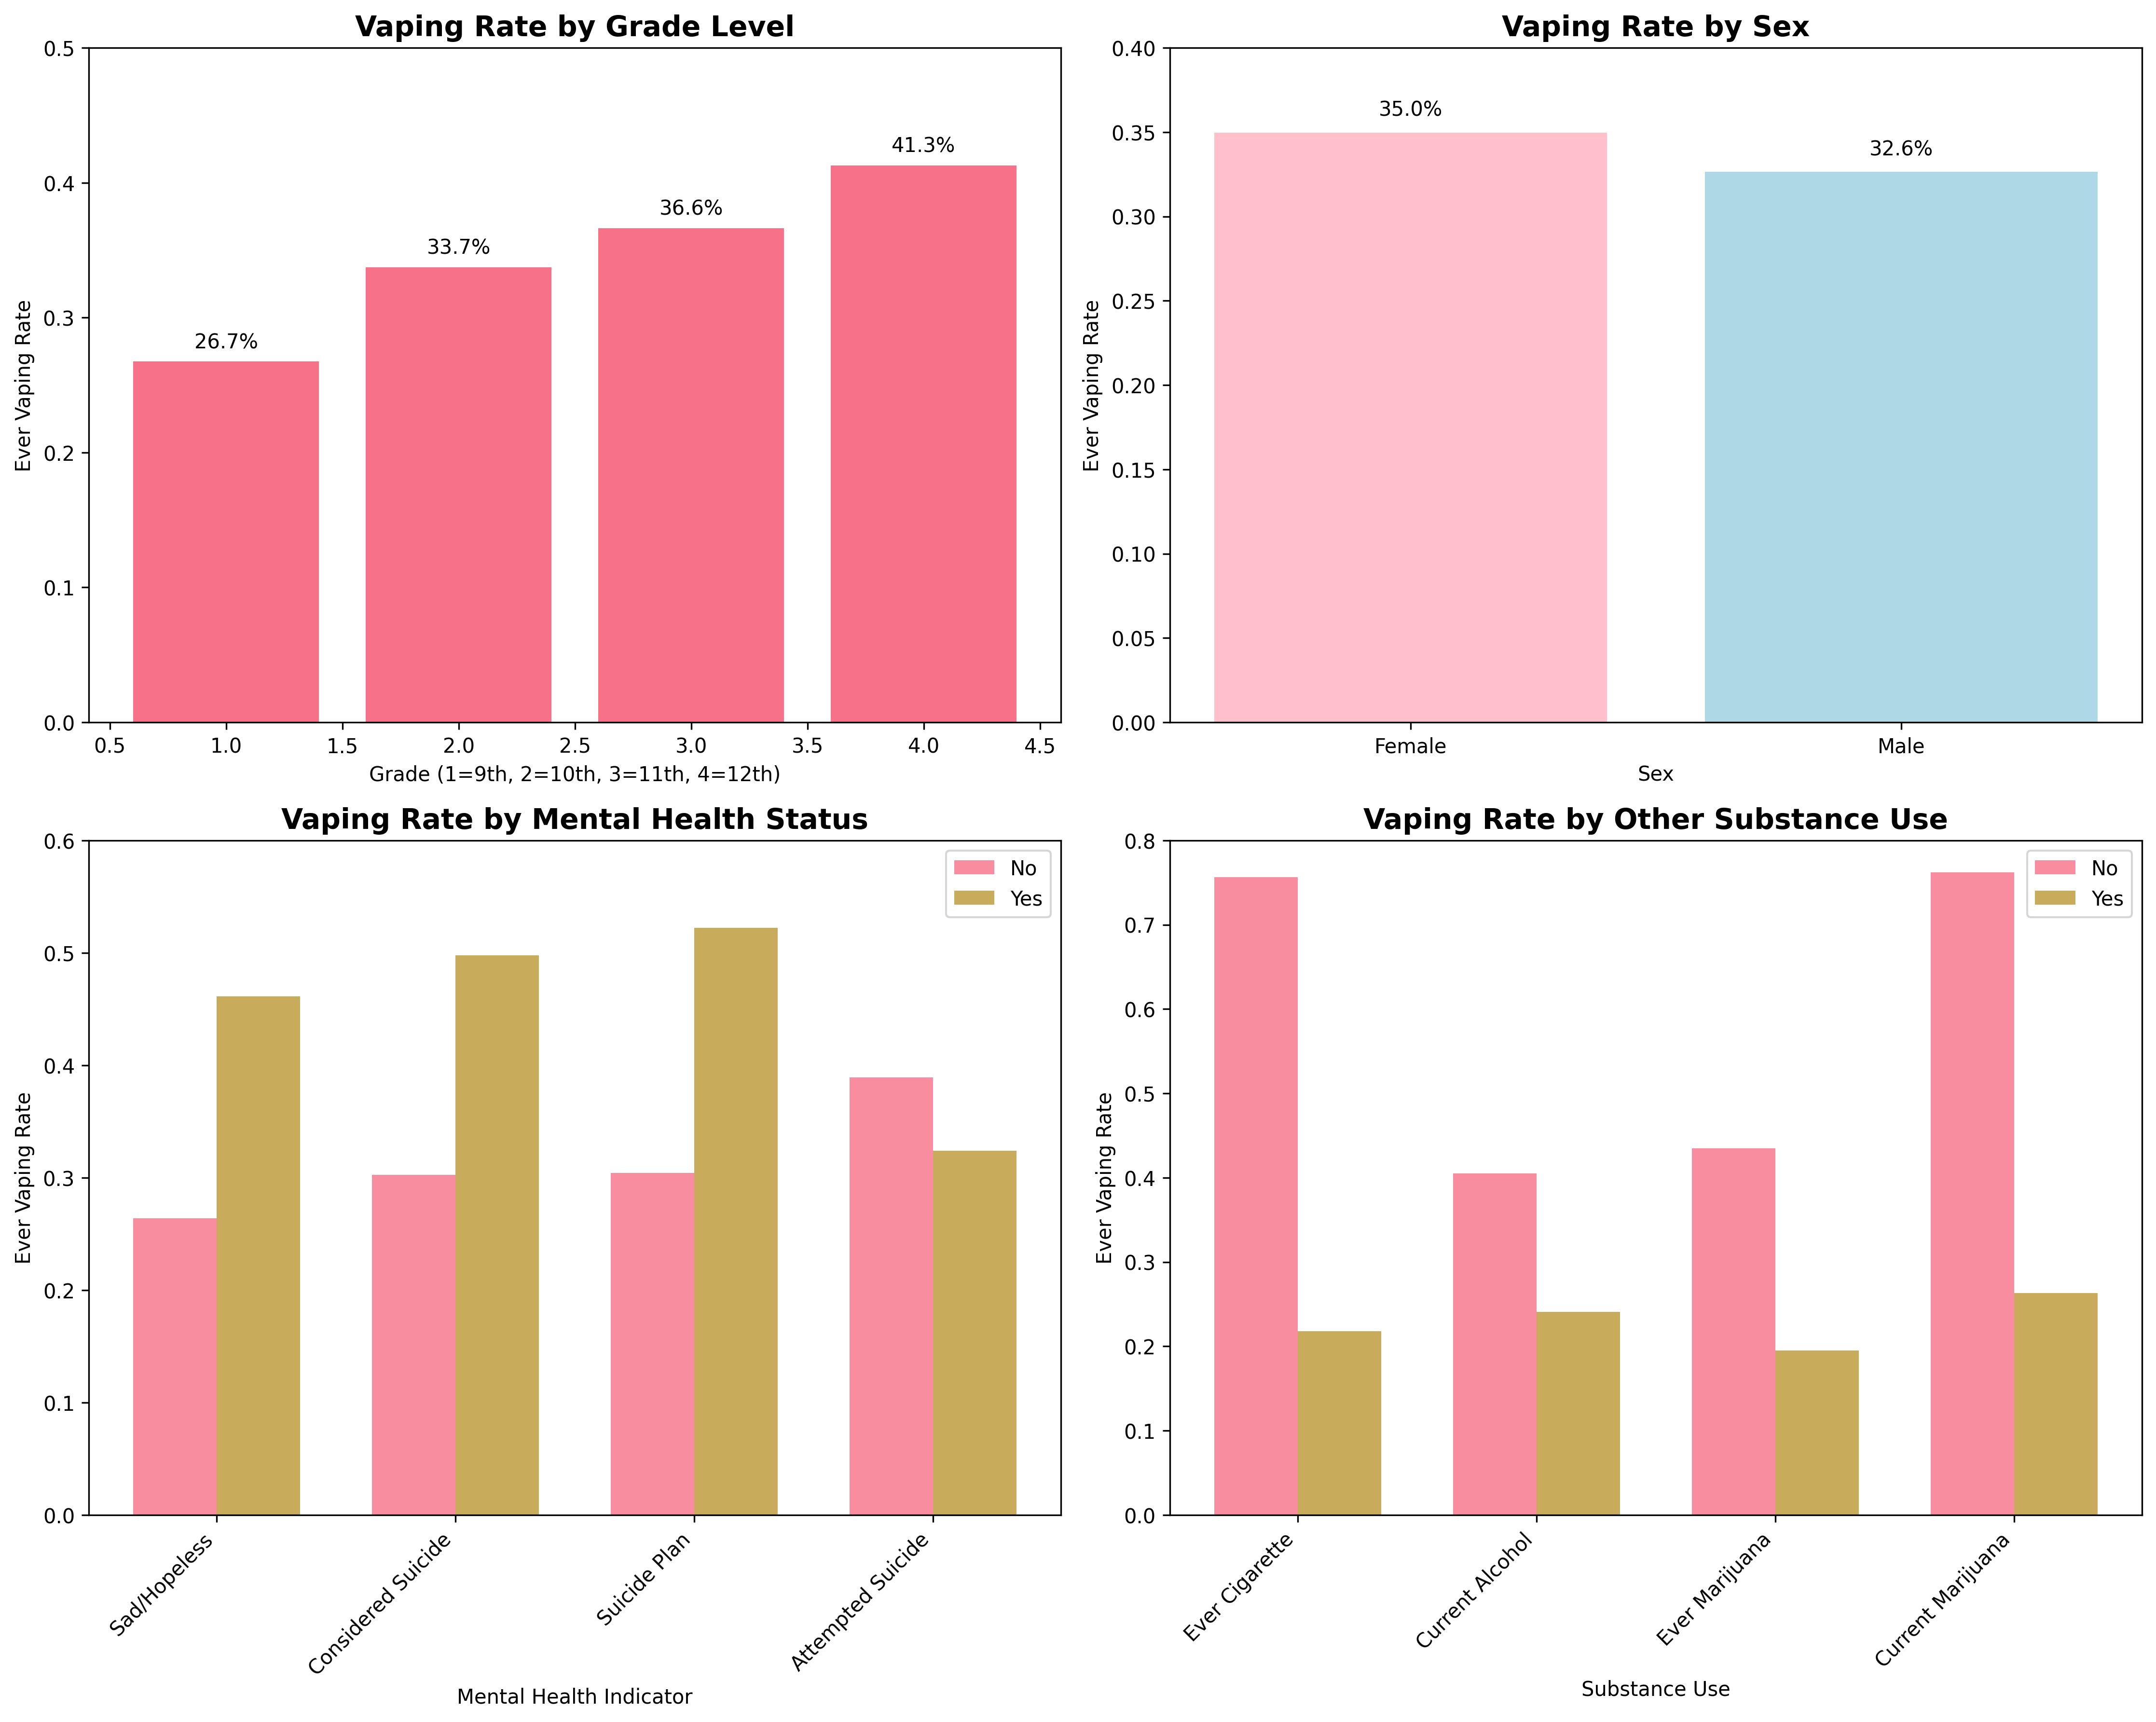 Vaping Rate by Grade Level
Ever Vaping Rate
0.5
0.4
0.3
0.2
0.1
0.0
26.7%
33.7%
36.6%
41.3%
0.5 1.0 1.5 2.0 2.5 3.0 3.5 4.0 4.5
Grade (1=9th, 2=10th, 3=11th, 4=12th)
Vaping Rate by Sex
Ever Vaping Rate
0.40
0.35
0.30
0.25
0.20
0.15
0.10
0.05
0.00
35.0%
32.6%
Female Male
Sex
Vaping Rate by Mental Health Status
Ever Vaping Rate
0.6
0.5
0.4
0.3
0.2
0.1
0.0
No
Yes
Sad/Hopeless
Considered Suicide
Suicide Plan
Attempted Suicide
Mental Health Indicator
Vaping Rate by Other Substance Use
Ever Vaping Rate
0.8
0.7
0.6
0.5
0.4
0.3
0.2
0.1
0.0
No
Yes
Ever Cigarette
Current Alcohol
Ever Marijuana
Current Marijuana
Substance Use